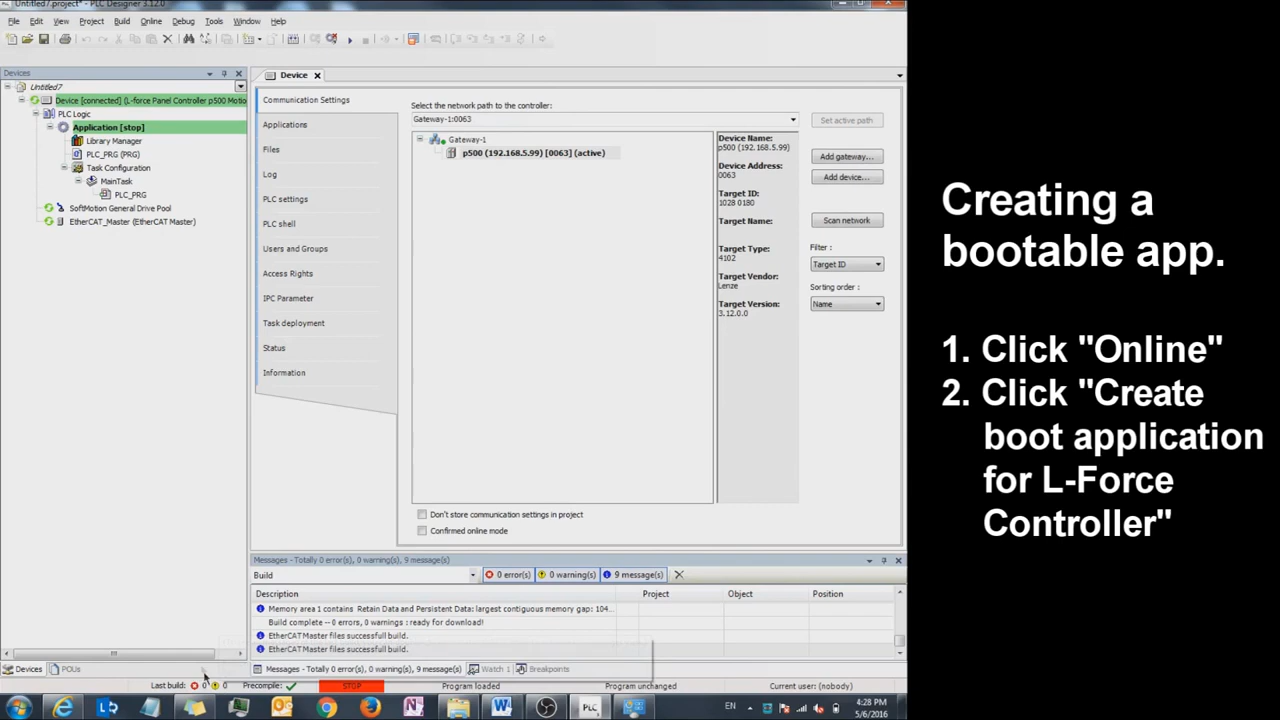 Untitled7.project* - PLC Designer 3.12.0
File Edit View Project Build Online Debug Tools Window Help
Devices
Untitled7
Device [connected] (L-force Panel Controller p500 Motio
PLC Logic
Application [stop]
Library Manager
PLC_PRG (PRG)
Task Configuration
MainTask
PLC_PRG
SoftMotion General Drive Pool
EtherCAT_Master (EtherCAT Master)
Devices
POUs
Device
Communication Settings
Applications
Files
Log
PLC settings
PLC shell
Users and Groups
Access Rights
IPC Parameter
Task deployment
Status
Information
Select the network path to the controller:
Gateway-1:0063
Gateway-1
p500 (192.168.5.99) [0063] (active)
Device Name:
p500 (192.168.5.99)
Device Address:
0063
Target ID:
1028 0180
Target Name:
Target Type:
4102
Target Vendor:
Lenze
Target Version:
3.12.0.0
Set active path
Add gateway...
Add device...
Scan network
Filter :
Target ID
Sorting order :
Name
Don't store communication settings in project
Confirmed online mode
Messages - Totally 0 error(s), 0 warning(s), 9 message(s)
Build
0 error(s)
0 warning(s)
9 message(s)
Description Project Object Position
Memory area 1 contains Retain Data and Persistent Data: largest contiguous memory gap: 104...
Build complete -- 0 errors, 0 warnings : ready for download!
EtherCAT Master files successfull build.
EtherCAT Master files successfull build.
Messages - Totally 0 error(s), 0 warning(s), 9 message(s)
Watch 1
Breakpoints
Last build: 0 0 Precompile: STOP Program loaded Program unchanged Current user: (nobody)
PLC
EN
4:28 PM
5/6/2016
Creating a
bootable app.
1. Click "Online"
2. Click "Create
boot application
for L-Force
Controller"